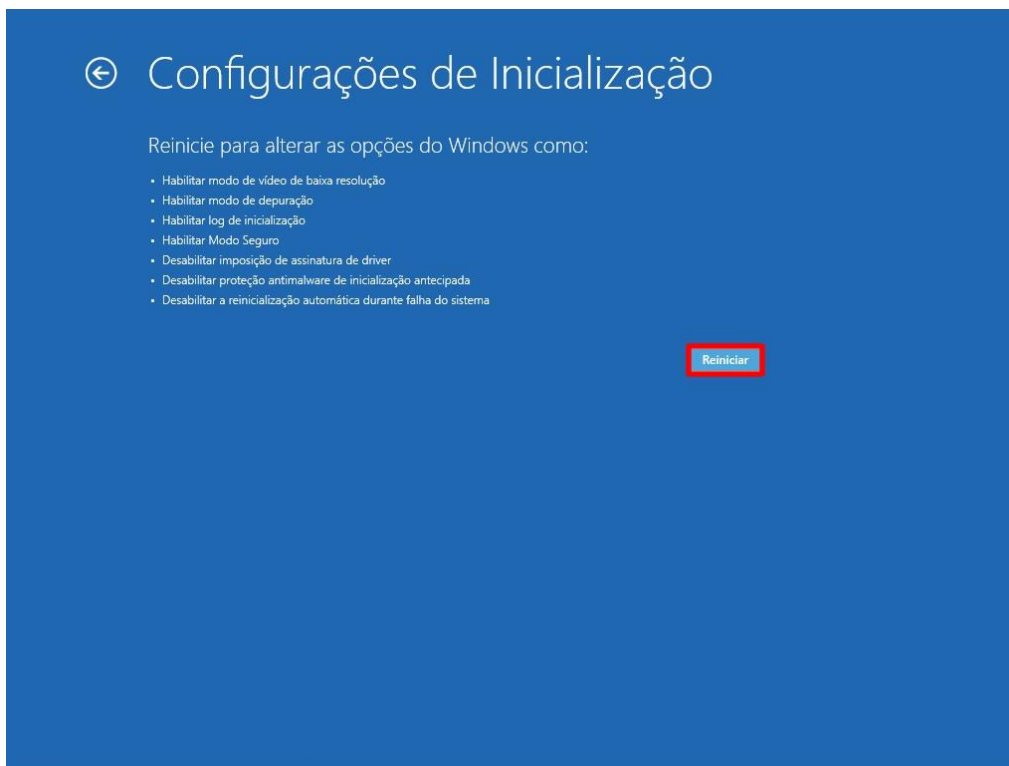 Configurações de Inicialização
Reinicie para alterar as opções do Windows como:
• Habilitar modo de vídeo de baixa resolução
• Habilitar modo de depuração
• Habilitar log de inicialização
• Habilitar Modo Seguro
• Desabilitar imposição de assinatura de driver
• Desabilitar proteção antimalware de inicialização antecipada
• Desabilitar a reinicialização automática durante falha do sistema
Reiniciar